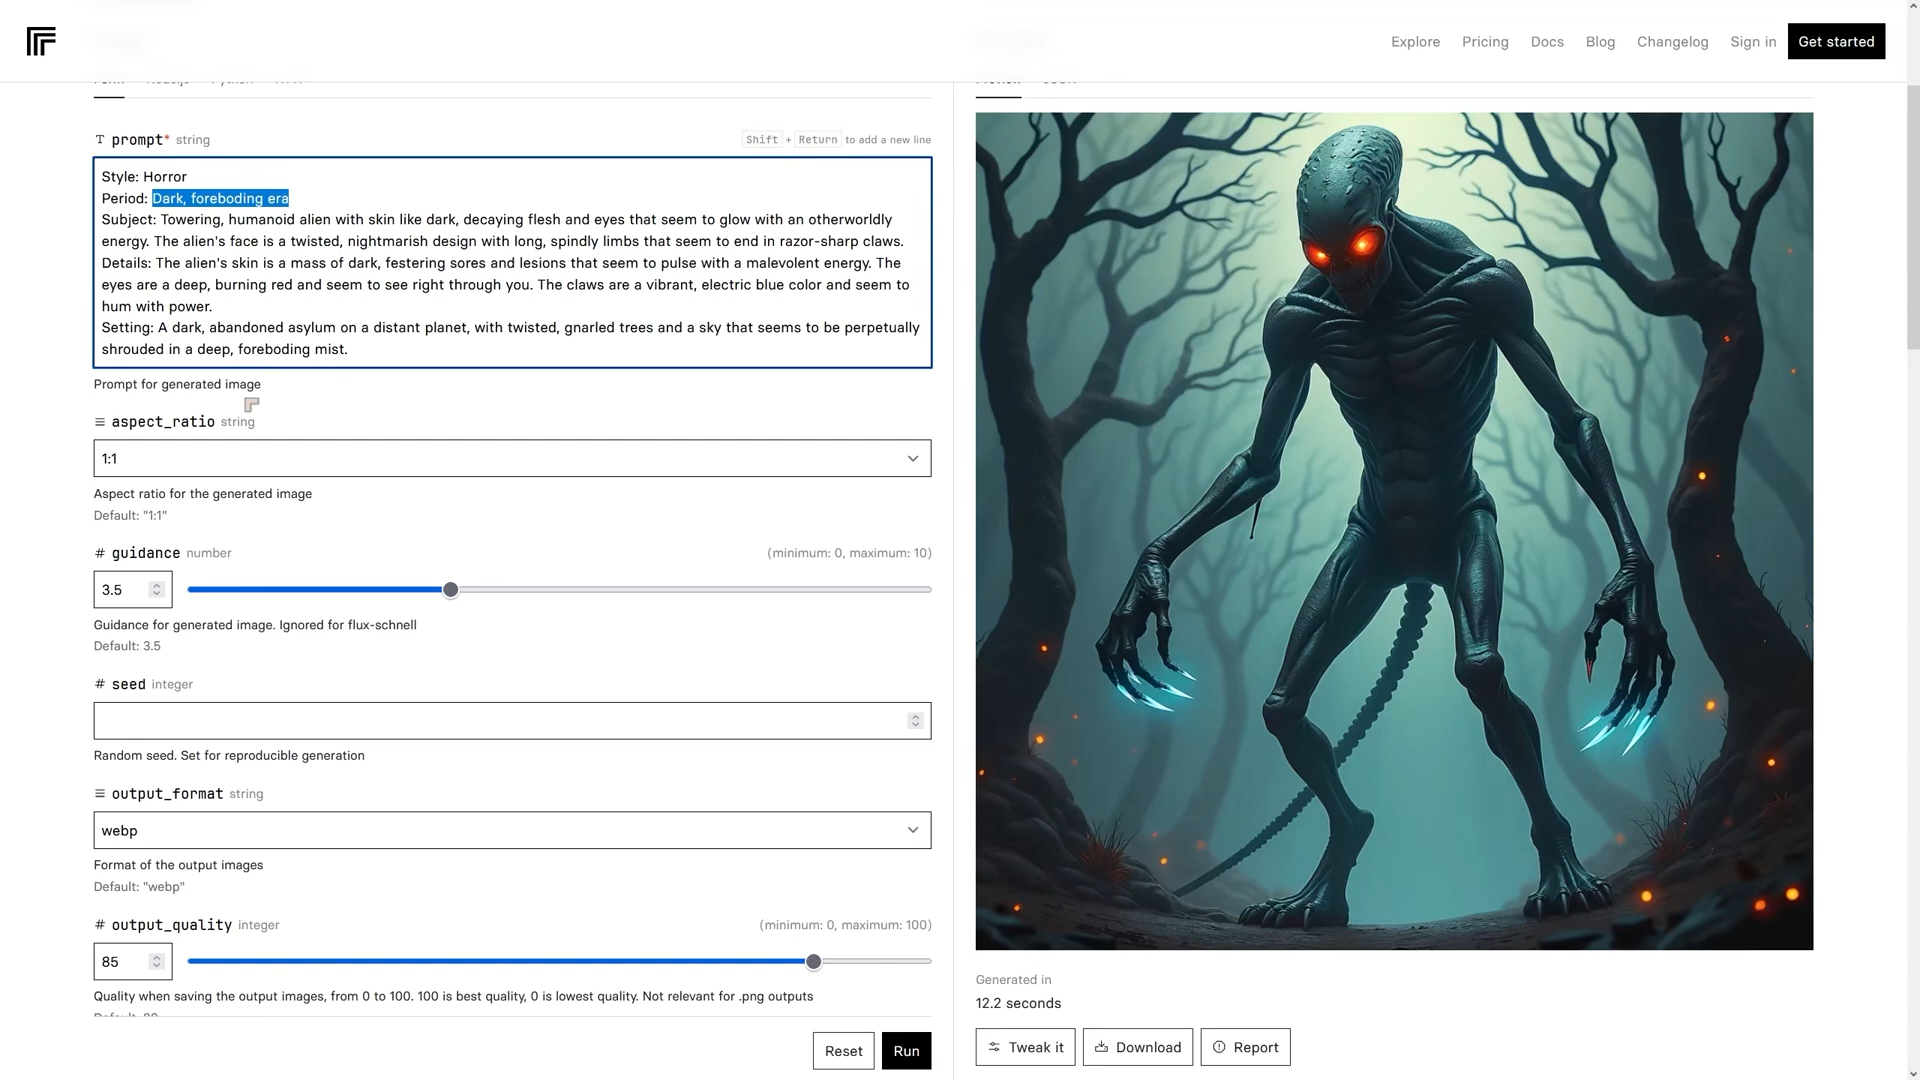 Explore Pricing Docs Blog Changelog Sign in Get started
prompt* string Shift + Return to add a new line
Style: Horror
Period: Dark, foreboding era
Subject: Towering, humanoid alien with skin like dark, decaying flesh and eyes that seem to glow with an otherworldly
energy. The alien's face is a twisted, nightmarish design with long, spindly limbs that seem to end in razor-sharp claws.
Details: The alien's skin is a mass of dark, festering sores and lesions that seem to pulse with a malevolent energy. The
eyes are a deep, burning red and seem to see right through you. The claws are a vibrant, electric blue color and seem to
hum with power.
Setting: A dark, abandoned asylum on a distant planet, with twisted, gnarled trees and a sky that seems to be perpetually
shrouded in a deep, foreboding mist.
Prompt for generated image
aspect_ratio string
1:1
Aspect ratio for the generated image
Default: "1:1"
# guidance number (minimum: 0, maximum: 10)
3.5
Guidance for generated image. Ignored for flux-schnell
Default: 3.5
# seed integer
Random seed. Set for reproducible generation
output_format string
webp
Format of the output images
Default: "webp"
# output_quality integer (minimum: 0, maximum: 100)
85
Quality when saving the output images, from 0 to 100. 100 is best quality, 0 is lowest quality. Not relevant for .png outputs
Reset Run
Generated in
12.2 seconds
Tweak it Download Report